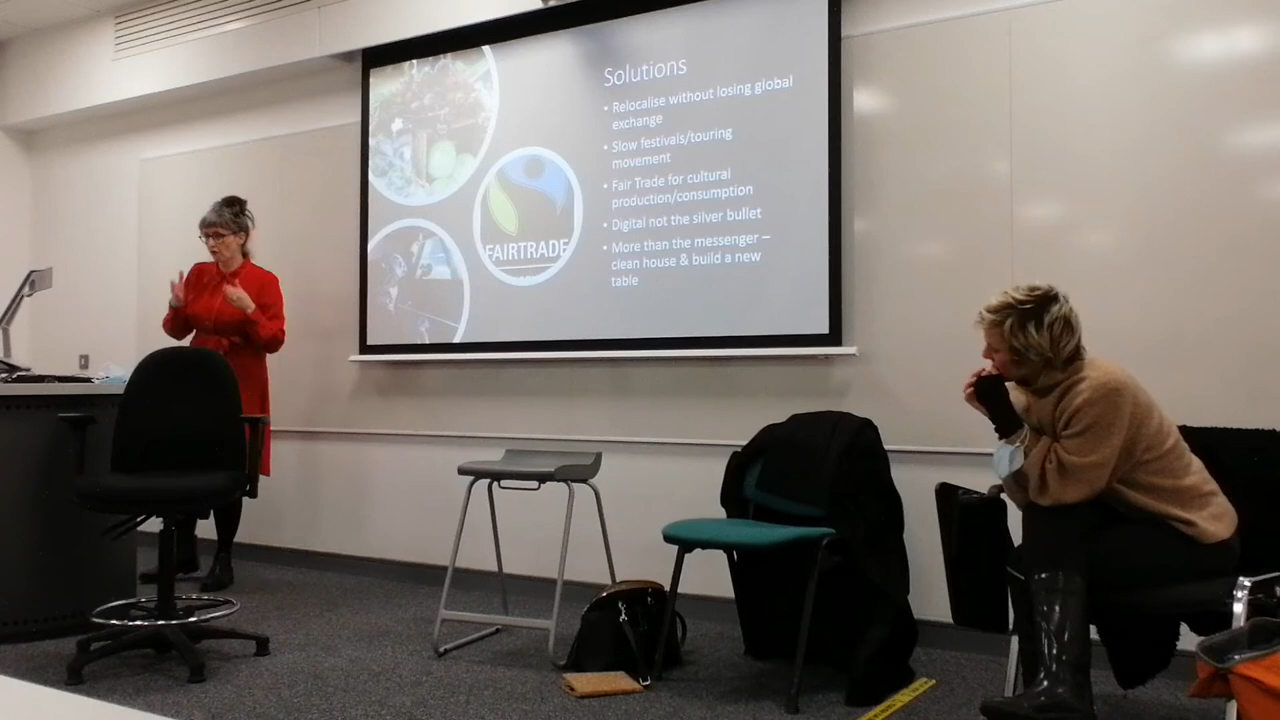 Solutions
• Relocalise without losing global
exchange
• Slow festivals/touring
movement
• Fair Trade for cultural
production/consumption
• Digital not the silver bullet
• More than the messenger –
clean house & build a new
table
FAIRTRADE